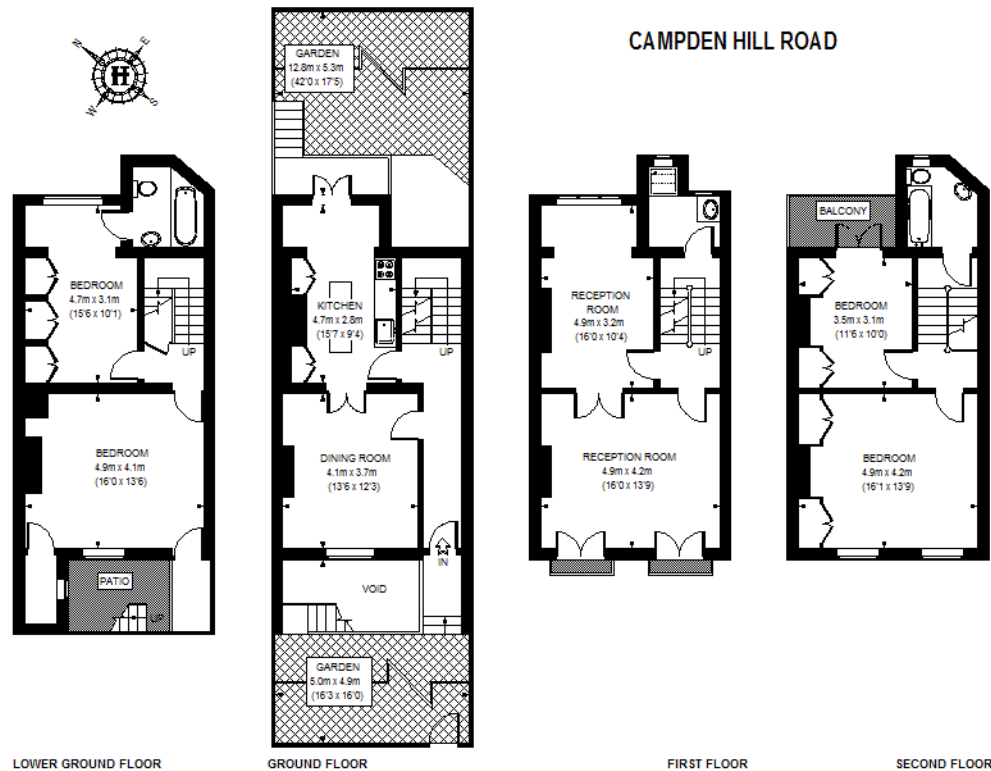 CAMPDEN HILL ROAD
N
E
H
W
S
BEDROOM
4.7m x 3.1m
(15'6 x 10'1)
UP
BEDROOM
4.9m x 4.1m
(16'0 x 13'6)
PATIO
UP
LOWER GROUND FLOOR
GARDEN
12.8m x 5.3m
(42'0 x 17'5)
KITCHEN
4.7m x 2.8m
(15'7 x 9'4)
UP
DINING ROOM
4.1m x 3.7m
(13'6 x 12'3)
IN
VOID
GARDEN
5.0m x 4.9m
(16'3 x 16'0)
GROUND FLOOR
RECEPTION
ROOM
4.9m x 3.2m
(16'0 x 10'4)
UP
RECEPTION ROOM
4.9m x 4.2m
(16'0 x 13'9)
FIRST FLOOR
BALCONY
BEDROOM
3.5m x 3.1m
(11'6 x 10'0)
BEDROOM
4.9m x 4.2m
(16'1 x 13'9)
SECOND FLOOR